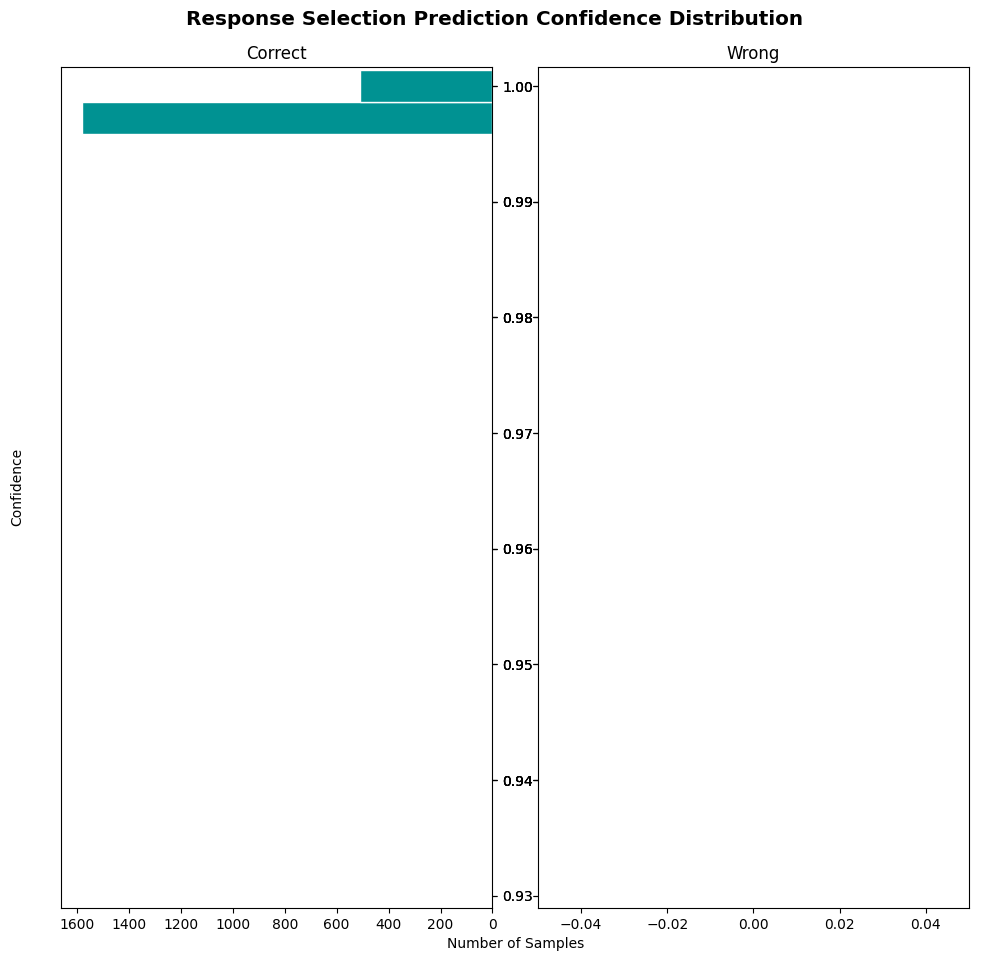 Response Selection Prediction Confidence Distribution
Correct
Wrong
1.00
0.99
0.98
0.97
0.96
0.95
0.94
0.93
Confidence
1600 1400 1200 1000 800 600 400 200 0
−0.04 −0.02 0.00 0.02 0.04
Number of Samples